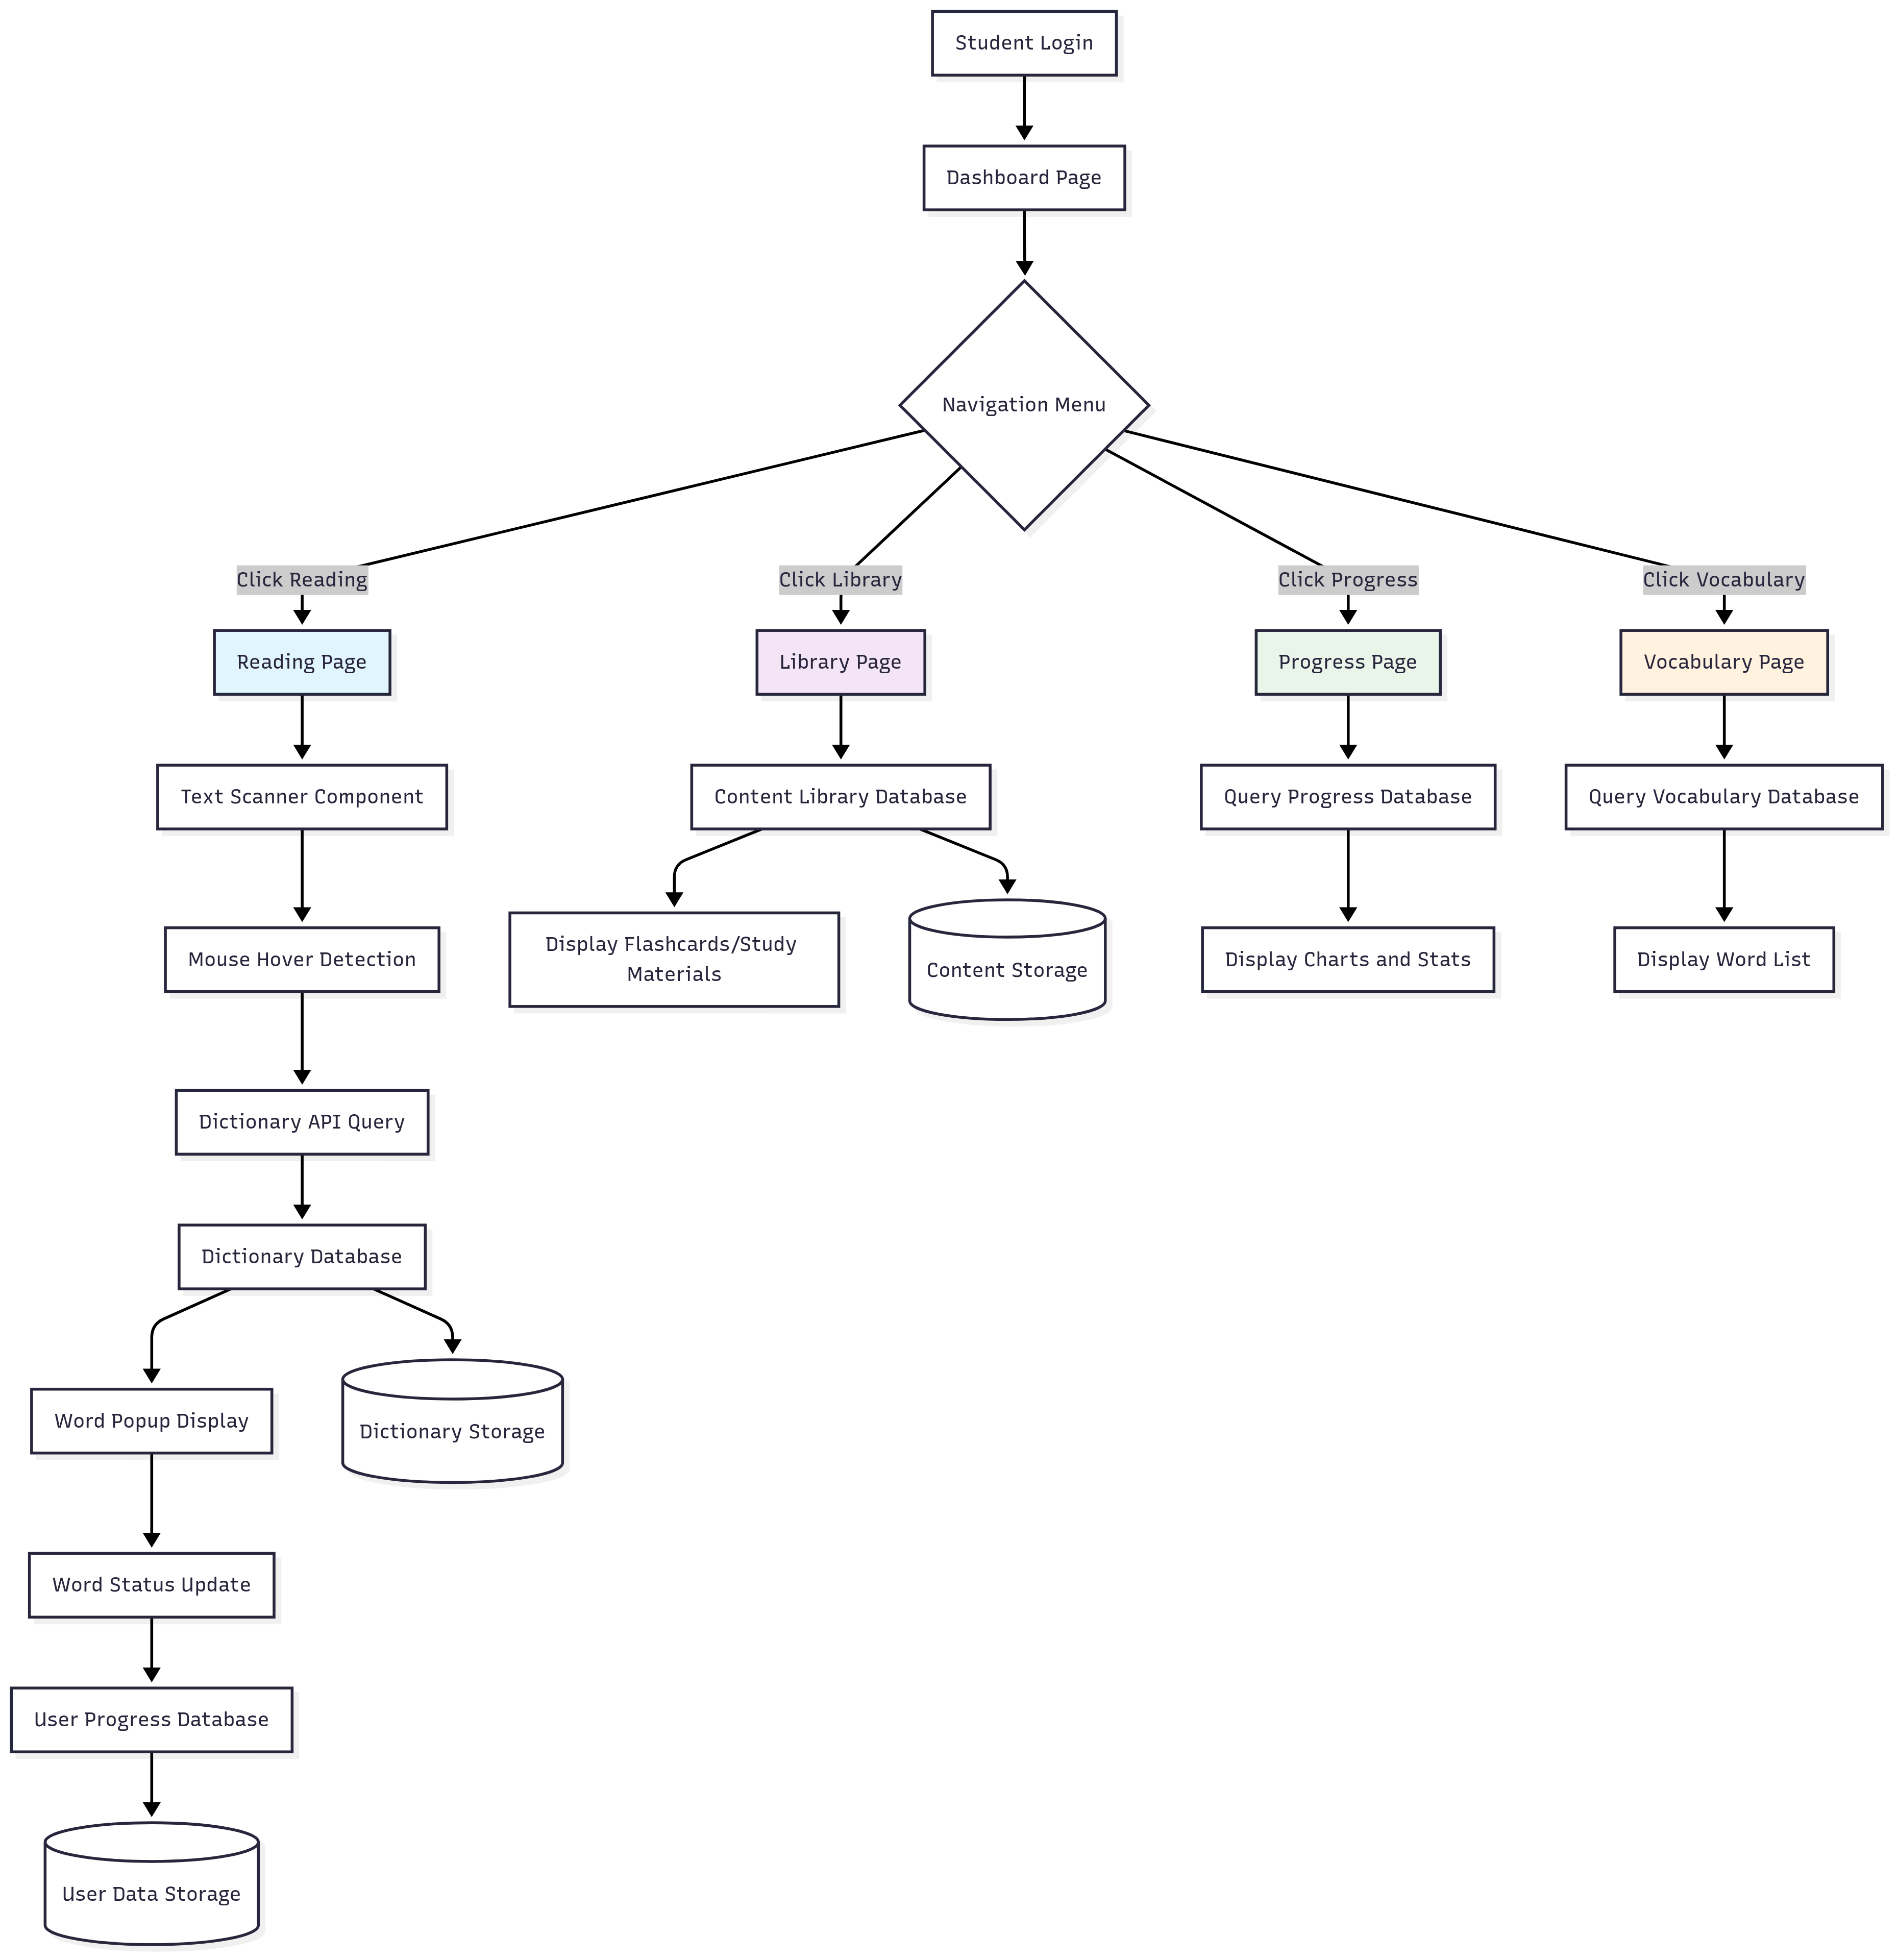 Student Login
Dashboard Page
Navigation Menu
Click Reading
Click Library
Click Progress
Click Vocabulary
Reading Page
Library Page
Progress Page
Vocabulary Page
Text Scanner Component
Content Library Database
Query Progress Database
Query Vocabulary Database
Mouse Hover Detection
Display Flashcards/Study
Materials
Content Storage
Display Charts and Stats
Display Word List
Dictionary API Query
Dictionary Database
Word Popup Display
Dictionary Storage
Word Status Update
User Progress Database
User Data Storage